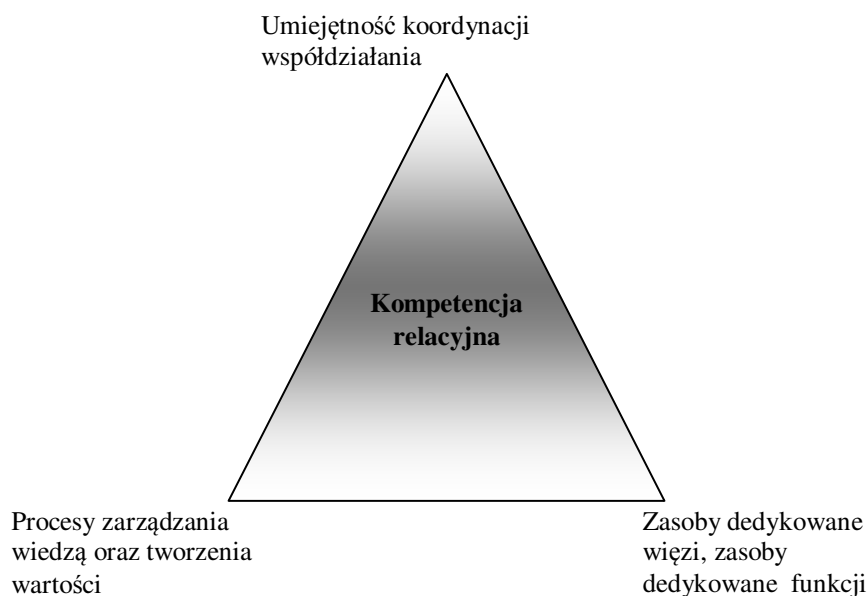 Umiejętność koordynacji
współdziałania
Kompetencja
relacyjna
Procesy zarządzania
wiedzą oraz tworzenia
wartości
Zasoby dedykowane
więzi, zasoby
dedykowane funkcji